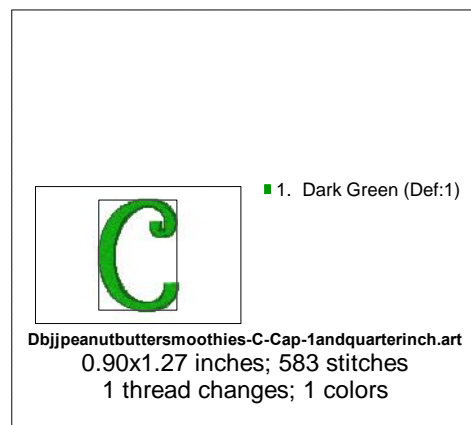 1. Dark Green (Def:1)
C
Dbjjpeanutbuttersmoothies-C-Cap-1andquarterinch.art
0.90x1.27 inches; 583 stitches
1 thread changes; 1 colors